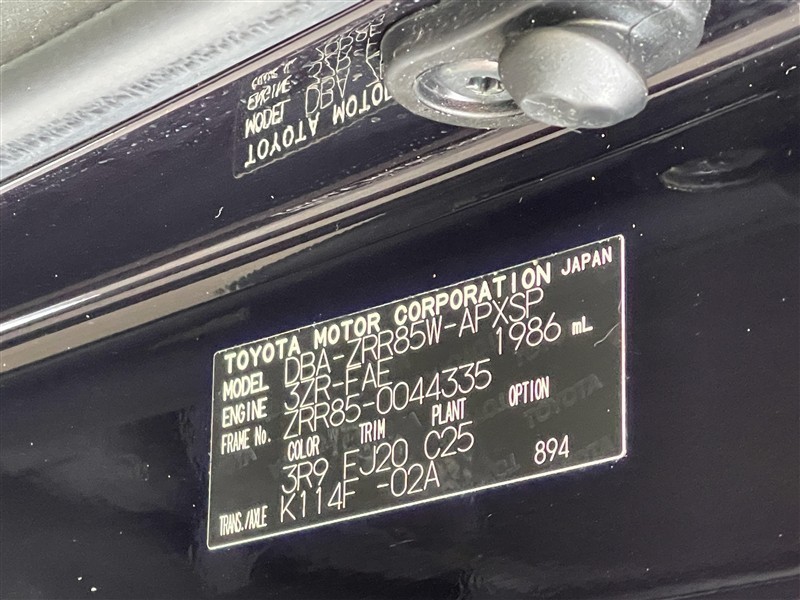 TOYOTA MOTOR CORPORATION JAPAN
MODEL DBA-ZRR85W-APXSP
ENGINE 3ZR-FAE 1986 mL
FRAME No. ZRR85-0044335
COLOR TRIM PLANT OPTION
3R9 FJ20 C25 894
TRANS./AXLE K114F -02A